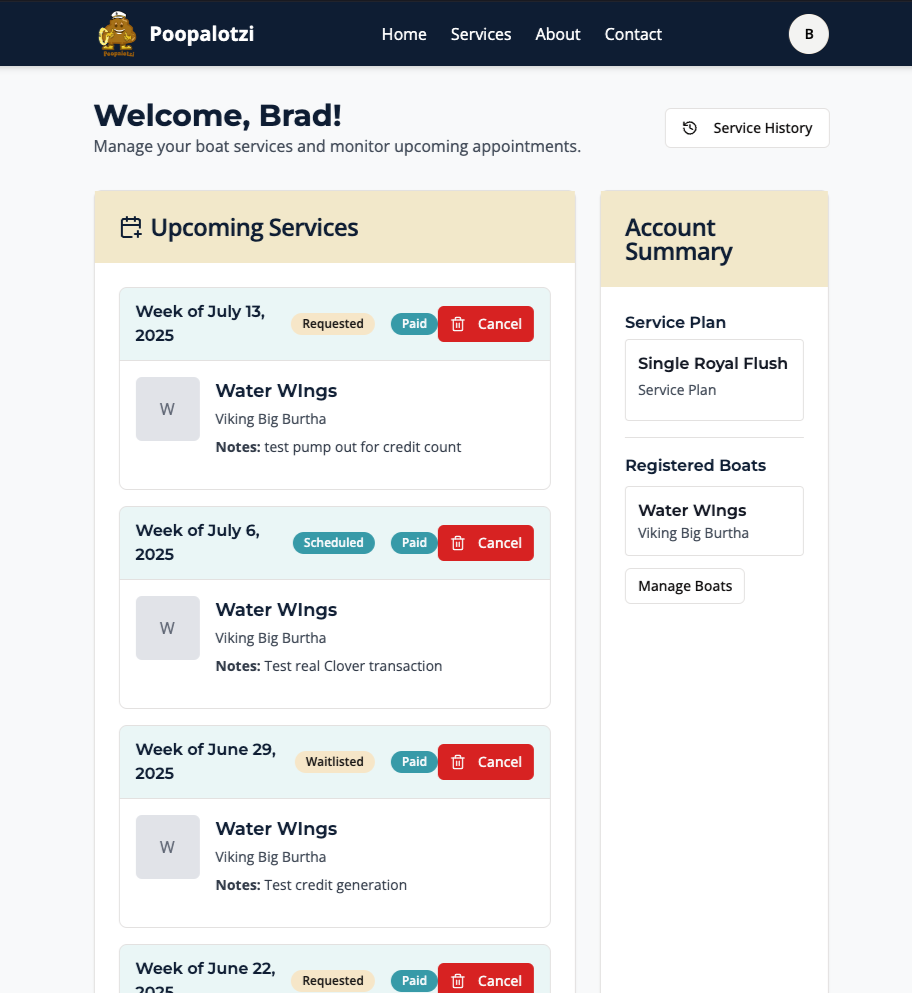 Poopalotzi
Poopalotzi
Home
Services
About
Contact
B
Welcome, Brad!
Manage your boat services and monitor upcoming appointments.
Service History
Upcoming Services
Week of July 13,
2025
Requested
Paid
Cancel
W
Water WIngs
Viking Big Burtha
Notes: test pump out for credit count
Week of July 6,
2025
Scheduled
Paid
Cancel
W
Water WIngs
Viking Big Burtha
Notes: Test real Clover transaction
Week of June 29,
2025
Waitlisted
Paid
Cancel
W
Water WIngs
Viking Big Burtha
Notes: Test credit generation
Week of June 22,
2025
Requested
Paid
Cancel
Account
Summary
Service Plan
Single Royal Flush
Service Plan
Registered Boats
Water WIngs
Viking Big Burtha
Manage Boats